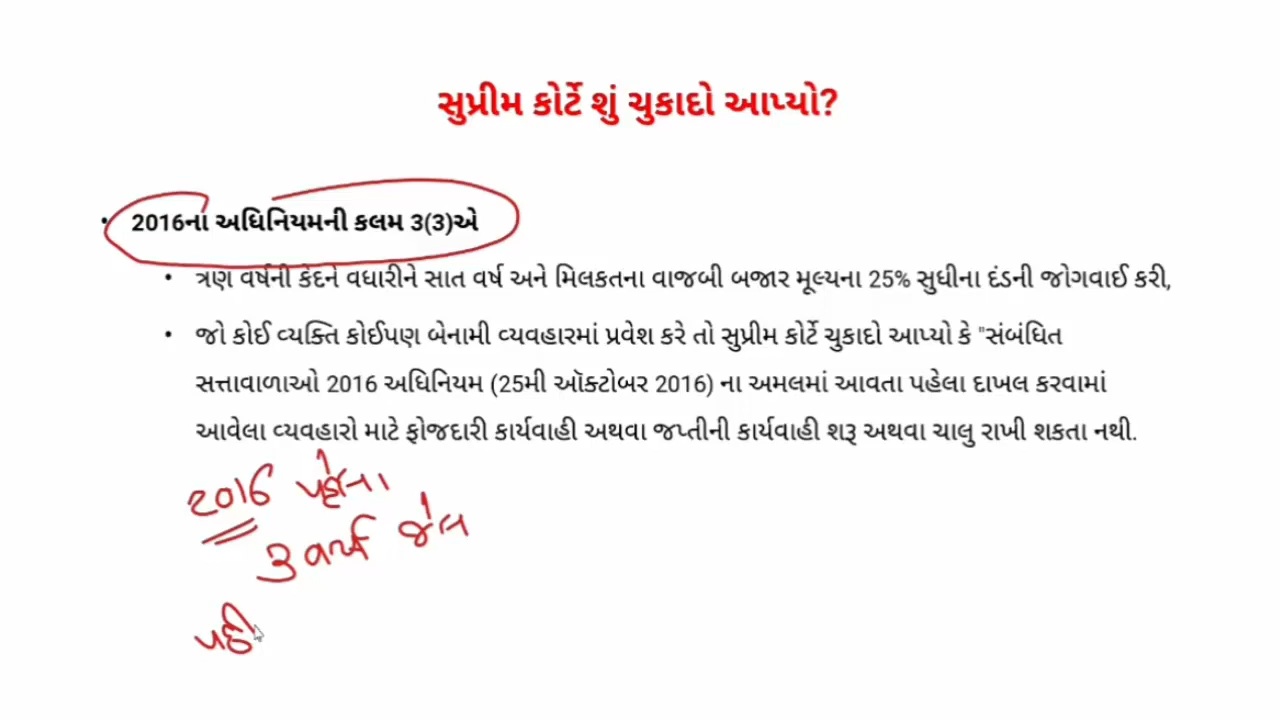 સુપ્રીમ કોર્ટે શું ચુકાદો આપ્યો?
• 2016ના અધિનિયમની કલમ 3(3)એ
• ત્રણ વર્ષની કેદને વધારીને સાત વર્ષ અને મિલકતના વાજબી બજાર મૂલ્યના 25% સુધીના દંડની જોગવાઈ કરી,
• જો કોઈ વ્યક્તિ કોઈપણ બેનામી વ્યવહારમાં પ્રવેશ કરે તો સુપ્રીમ કોર્ટે ચુકાદો આપ્યો કે "સંબંધિત
સત્તાવાળાઓ 2016 અધિનિયમ (25મી ઑક્ટોબર 2016) ના અમલમાં આવતા પહેલા દાખલ કરવામાં
આવેલા વ્યવહારો માટે ફોજદારી કાર્યવાહી અથવા જપ્તીની કાર્યવાહી શરૂ અથવા ચાલુ રાખી શકતા નથી.
2016 પહેલા
3 વર્ષ જેલ
પછી